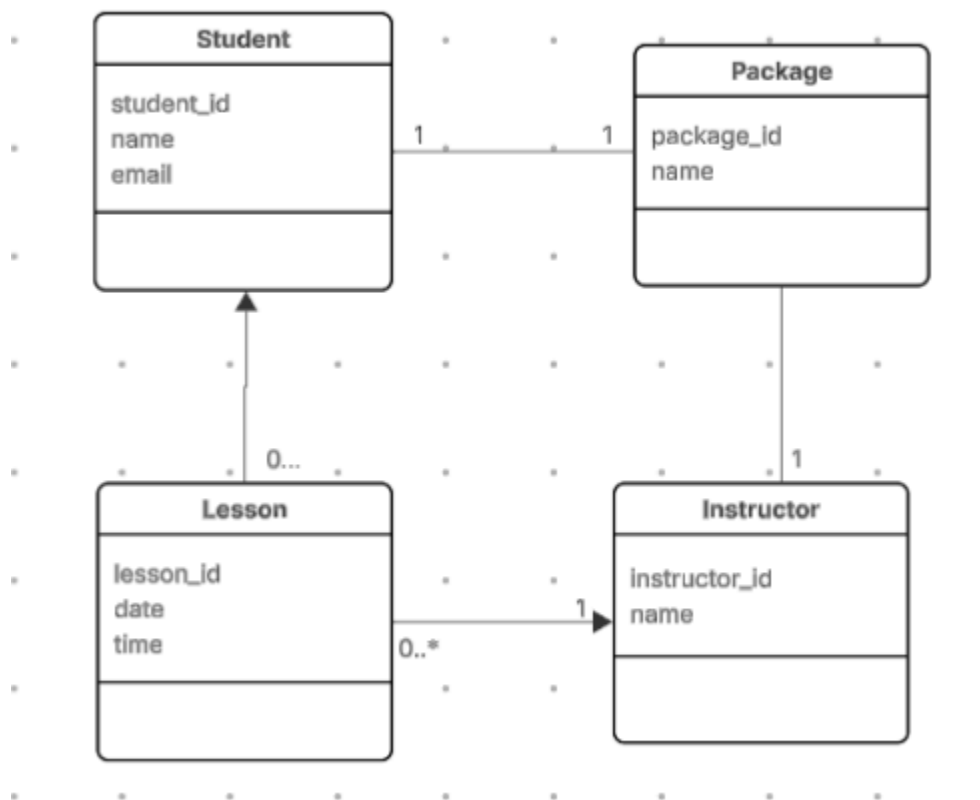 Student
student_id
name
email
1
1
Package
package_id
name
0...
1
Lesson
lesson_id
date
time
0..*
1
Instructor
instructor_id
name